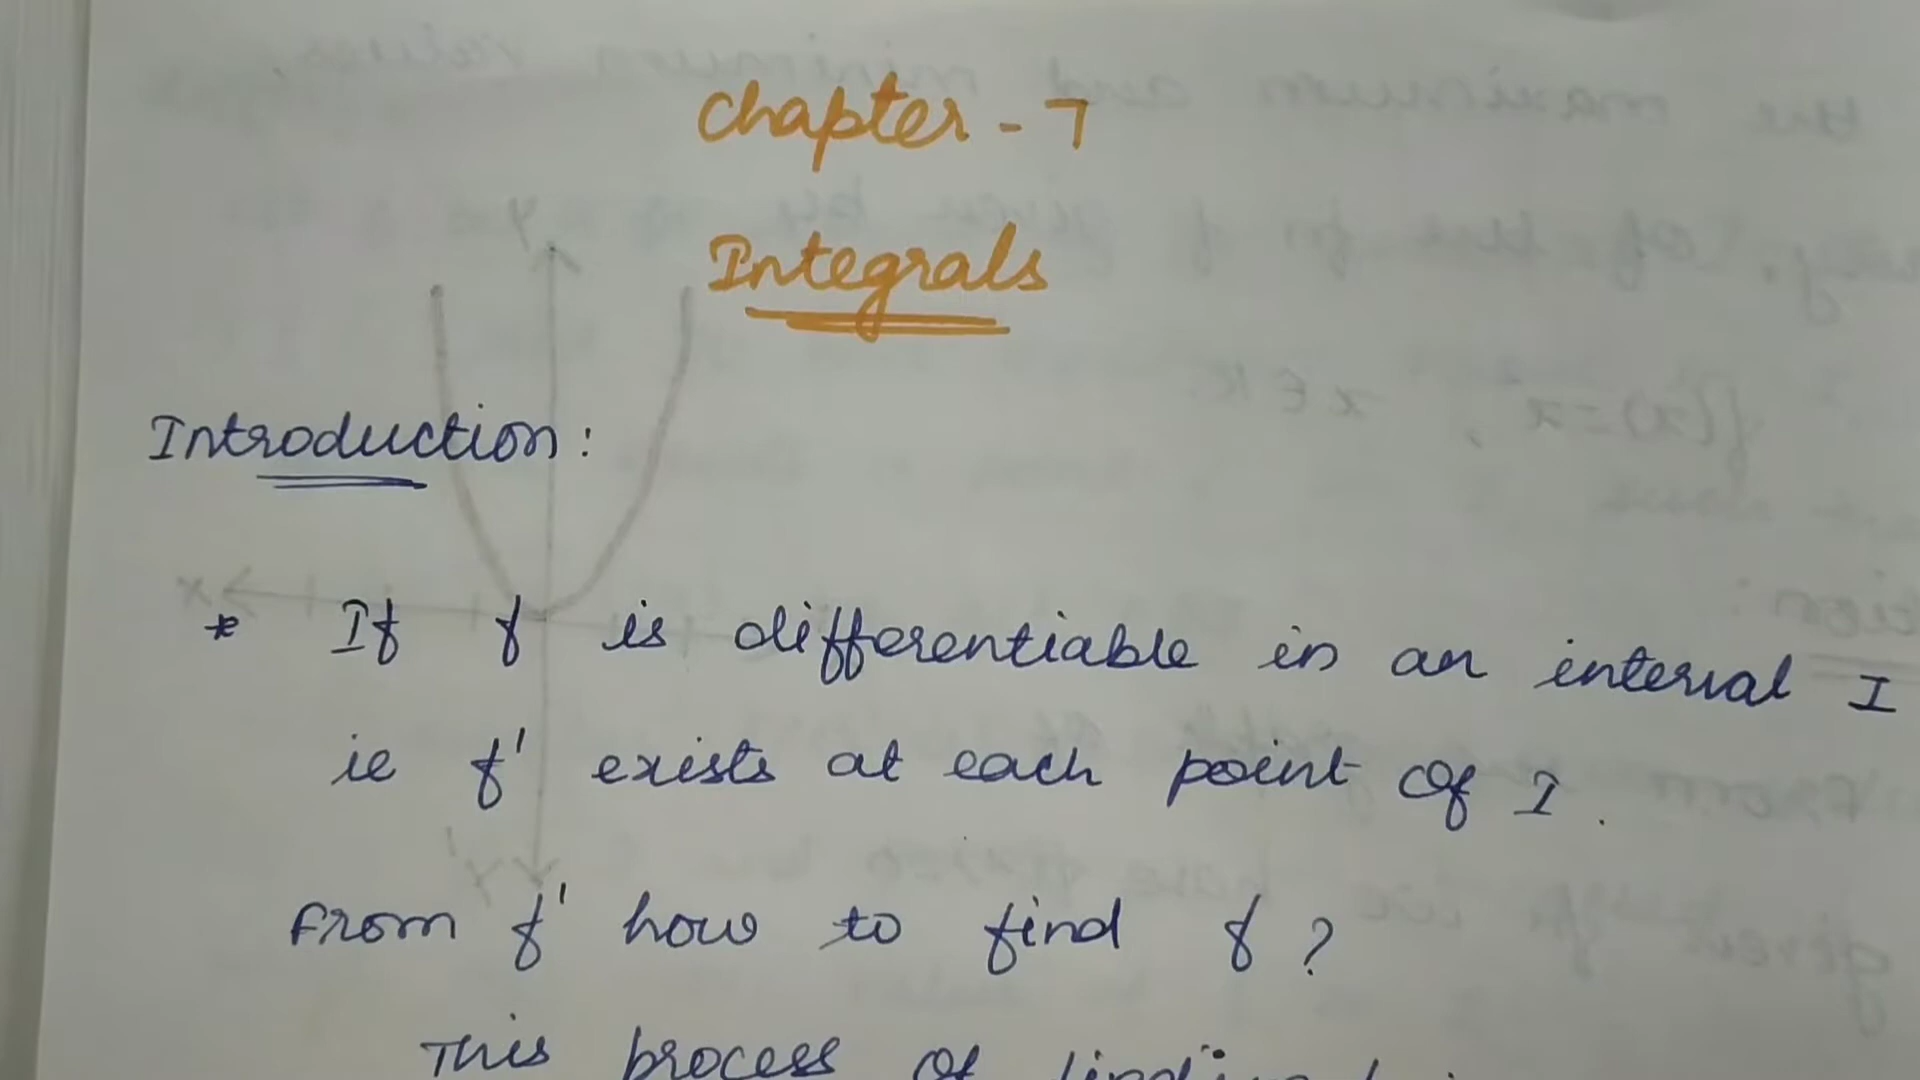 Chapter - 7
Integrals
Introduction:
* If f is differentiable in an interval I
ie f' exists at each point of I.
From f' how to find f?
This process of